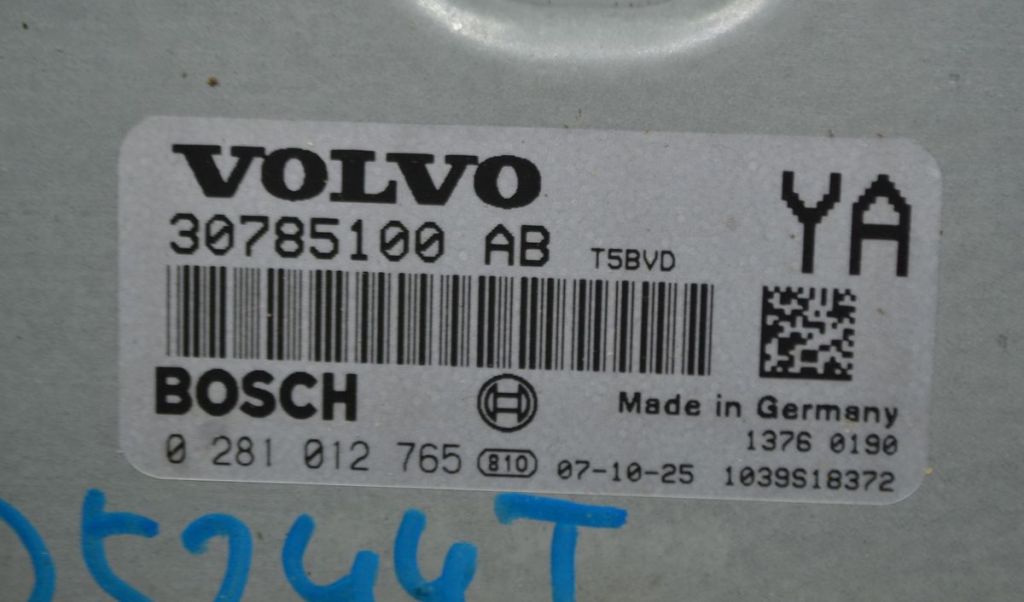 VOLVO
YA
30785100 AB T5BVD
BOSCH
Made in Germany
1376 0190
0 281 012 765 810 07-10-25 1039S18372
D5244T